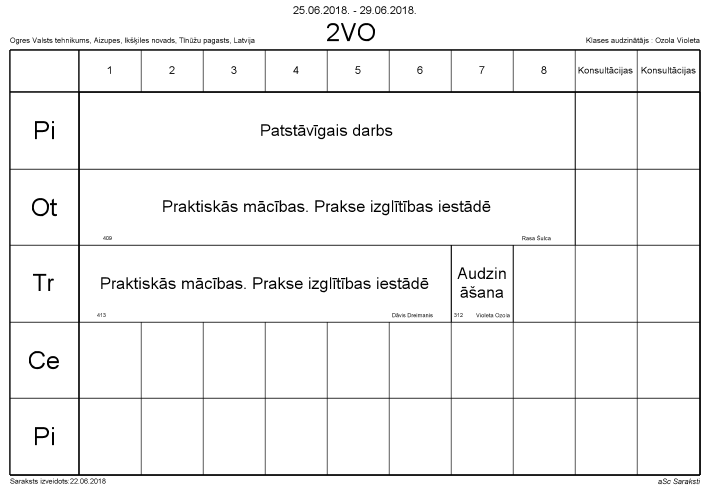 25.06.2018. - 29.06.2018.
2VO
Ogres Valsts tehnikums, Aizupes, Ikšķiles novads, Tīnūžu pagasts, Latvija
Klases audzinātājs : Ozola Violeta
1 2 3 4 5 6 7 8 Konsultācijas Konsultācijas
Pi
Patstāvīgais darbs
Ot
Praktiskās mācības. Prakse izglītības iestādē
409 Rasa Šulca
Tr
Praktiskās mācības. Prakse izglītības iestādē
413 Dāvis Dreimanis
Audzin
āšana
312 Violeta Ozola
Ce
Pi
Saraksts izveidots:22.06.2018
aSc Saraksti